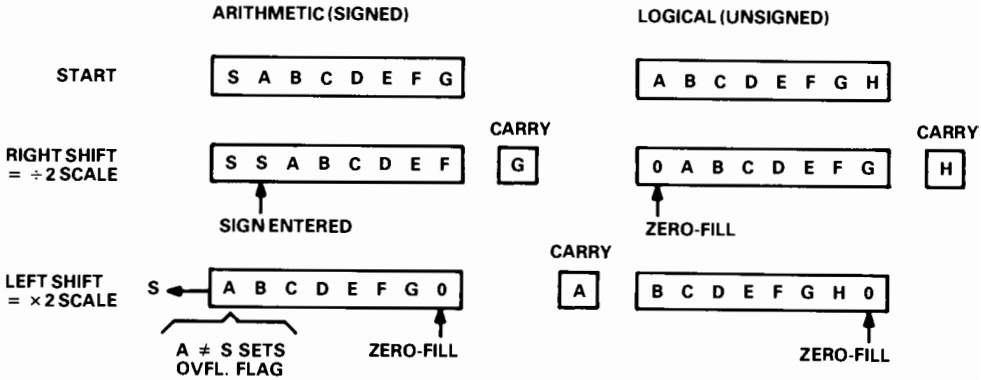 ARITHMETIC (SIGNED)
LOGICAL (UNSIGNED)
START
S A B C D E F G
A B C D E F G H
CARRY
CARRY
RIGHT SHIFT
= ÷2 SCALE
S S A B C D E F
G
0 A B C D E F G
H
SIGN ENTERED
ZERO-FILL
CARRY
LEFT SHIFT
= ×2 SCALE
S
A B C D E F G 0
A
B C D E F G H 0
A ≠ S SETS
OVFL. FLAG
ZERO-FILL
ZERO-FILL